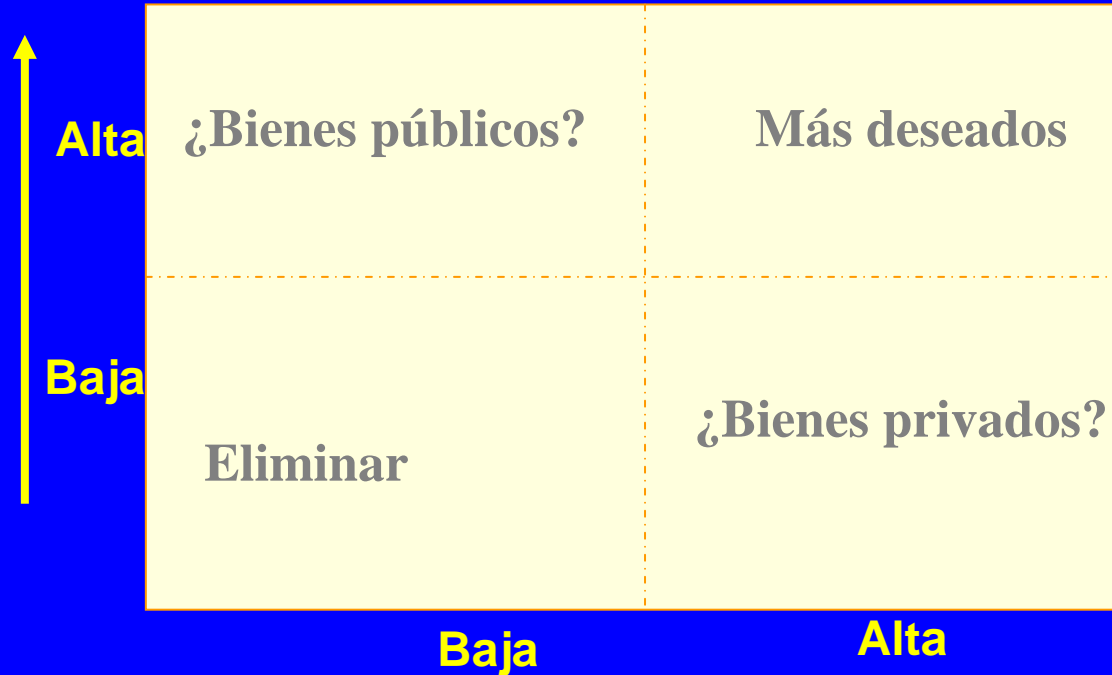 Alta
¿Bienes públicos?
Más deseados
Baja
¿Bienes privados?
Eliminar
Baja
Alta